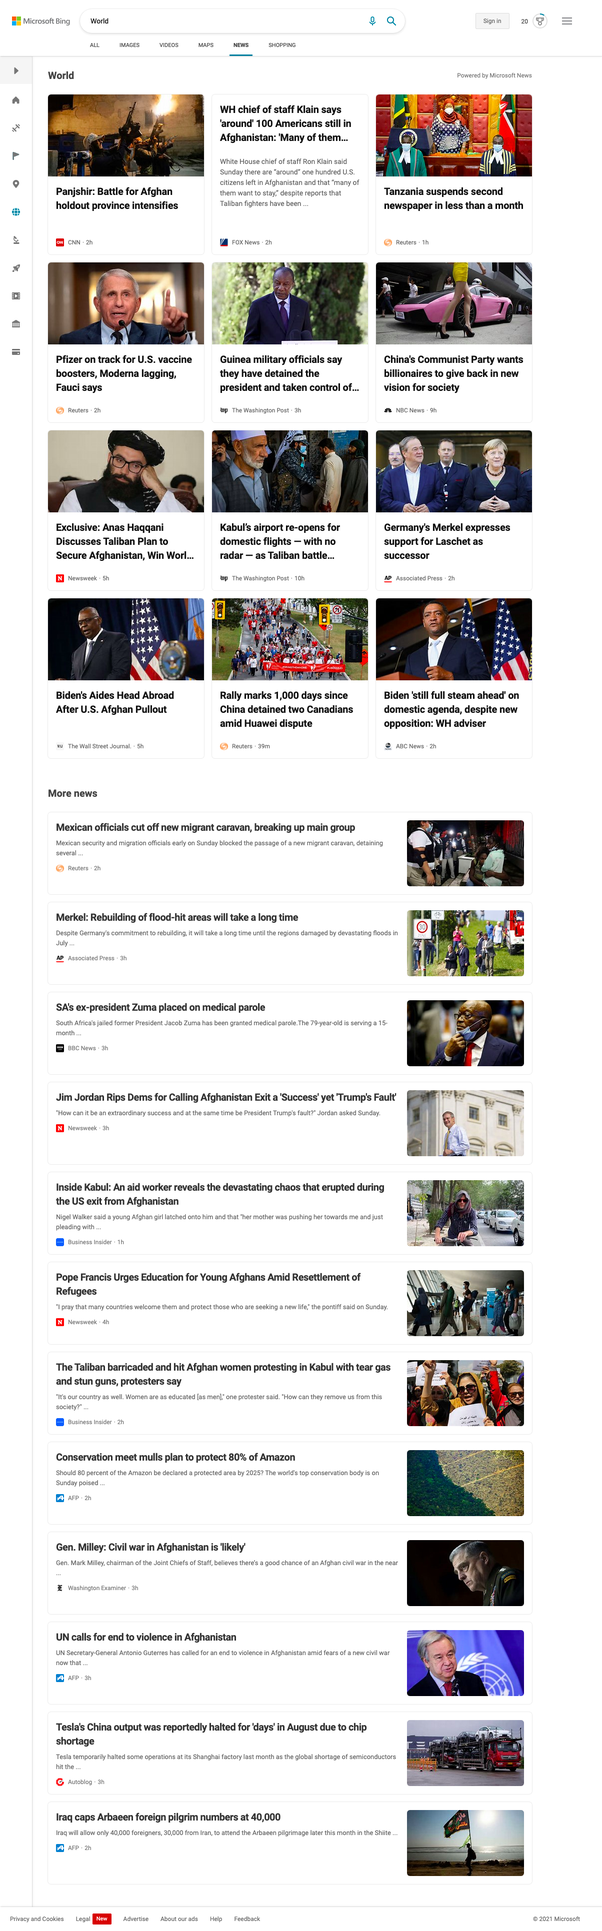 Microsoft Bing
World
Sign in
20
ALL IMAGES VIDEOS MAPS NEWS SHOPPING
World
Powered by Microsoft News
Panjshir: Battle for Afghan
holdout province intensifies
CNN · 2h
WH chief of staff Klain says
'around' 100 Americans still in
Afghanistan: 'Many of them...
White House chief of staff Ron Klain said
Sunday there are "around" one hundred U.S.
citizens left in Afghanistan and that "many of
them want to stay," despite reports that
Taliban fighters have been ...
FOX News · 2h
Tanzania suspends second
newspaper in less than a month
Reuters · 1h
Pfizer on track for U.S. vaccine
boosters, Moderna lagging,
Fauci says
Reuters · 2h
Guinea military officials say
they have detained the
president and taken control of...
The Washington Post · 3h
China's Communist Party wants
billionaires to give back in new
vision for society
NBC News · 9h
Exclusive: Anas Haqqani
Discusses Taliban Plan to
Secure Afghanistan, Win Worl...
Newsweek · 5h
Kabul's airport re-opens for
domestic flights — with no
radar — as Taliban battle...
The Washington Post · 10h
Germany's Merkel expresses
support for Laschet as
successor
AP Associated Press · 2h
Biden's Aides Head Abroad
After U.S. Afghan Pullout
The Wall Street Journal. · 5h
Rally marks 1,000 days since
China detained two Canadians
amid Huawei dispute
Reuters · 39m
Biden 'still full steam ahead' on
domestic agenda, despite new
opposition: WH adviser
ABC News · 2h
More news
Mexican officials cut off new migrant caravan, breaking up main group
Mexican security and migration officials early on Sunday blocked the passage of a new migrant caravan, detaining
several ...
Reuters · 2h
Merkel: Rebuilding of flood-hit areas will take a long time
Despite Germany's commitment to rebuilding, it will take a long time until the regions damaged by devastating floods in
July ...
AP Associated Press · 3h
SA's ex-president Zuma placed on medical parole
South Africa's jailed former President Jacob Zuma has been granted medical parole.The 79-year-old is serving a 15-
month ...
BBC News · 3h
Jim Jordan Rips Dems for Calling Afghanistan Exit a 'Success' yet 'Trump's Fault'
"How can it be an extraordinary success and at the same time be President Trump's fault?" Jordan asked Sunday.
Newsweek · 3h
Inside Kabul: An aid worker reveals the devastating chaos that erupted during
the US exit from Afghanistan
Nigel Walker said a young Afghan girl latched onto him and that "her mother was pushing her towards me and just
pleading with ...
Business Insider · 1h
Pope Francis Urges Education for Young Afghans Amid Resettlement of
Refugees
"I pray that many countries welcome them and protect those who are seeking a new life," the pontiff said on Sunday.
Newsweek · 4h
The Taliban barricaded and hit Afghan women protesting in Kabul with tear gas
and stun guns, protesters say
"It's our country as well. Women are as educated [as men]," one protester said. "How can they remove us from this
society?" ...
Business Insider · 2h
Conservation meet mulls plan to protect 80% of Amazon
Should 80 percent of the Amazon be declared a protected area by 2025? The world's top conservation body is on
Sunday poised ...
AFP · 2h
Gen. Milley: Civil war in Afghanistan is 'likely'
Gen. Mark Milley, chairman of the Joint Chiefs of Staff, believes there's a good chance of an Afghan civil war in the near
...
Washington Examiner · 3h
UN calls for end to violence in Afghanistan
UN Secretary-General Antonio Guterres has called for an end to violence in Afghanistan amid fears of a new civil war
now that ...
AFP · 3h
Tesla's China output was reportedly halted for 'days' in August due to chip
shortage
Tesla temporarily halted some operations at its Shanghai factory last month as the global shortage of semiconductors
hit the ...
Autoblog · 3h
Iraq caps Arbaeen foreign pilgrim numbers at 40,000
Iraq will allow only 40,000 foreigners, 30,000 from Iran, to attend the Arbaeen pilgrimage later this month in the Shiite ...
AFP · 2h
Privacy and Cookies Legal New Advertise About our ads Help Feedback © 2021 Microsoft